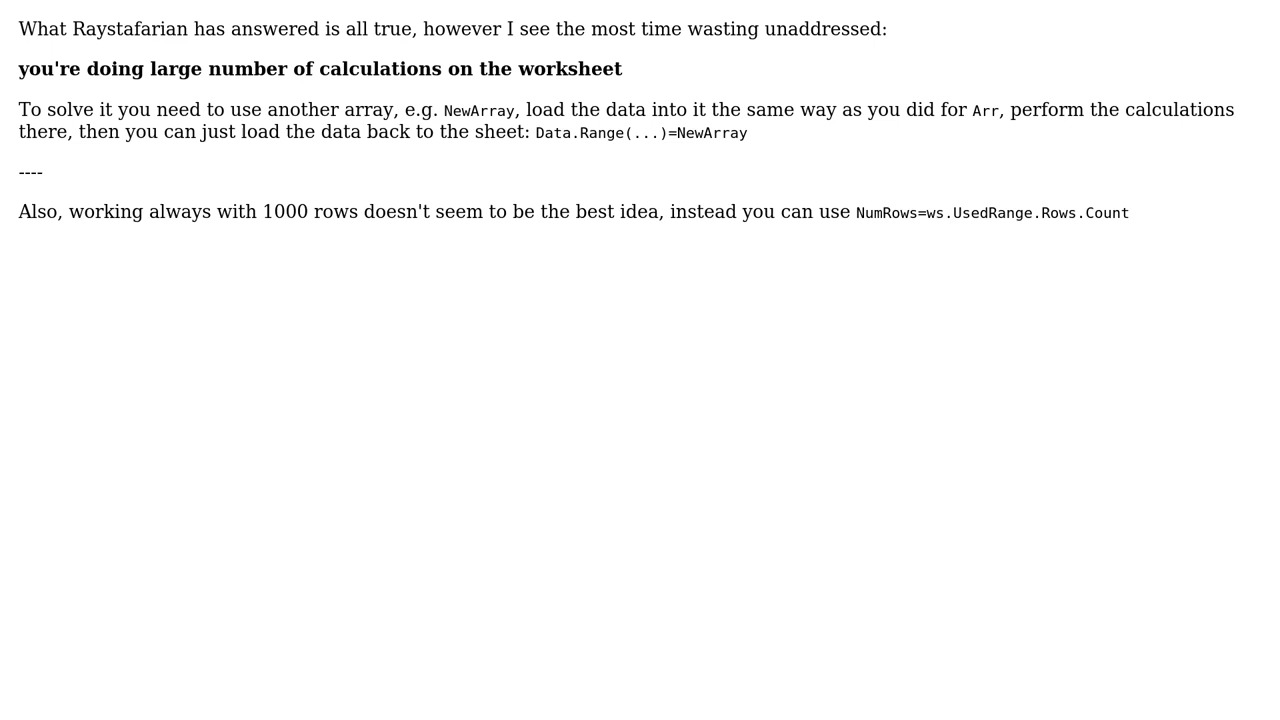 What Raystafarian has answered is all true, however I see the most time wasting unaddressed:
you're doing large number of calculations on the worksheet
To solve it you need to use another array, e.g. NewArray, load the data into it the same way as you did for Arr, perform the calculations
there, then you can just load the data back to the sheet: Data.Range(...)=NewArray
----
Also, working always with 1000 rows doesn't seem to be the best idea, instead you can use NumRows=ws.UsedRange.Rows.Count